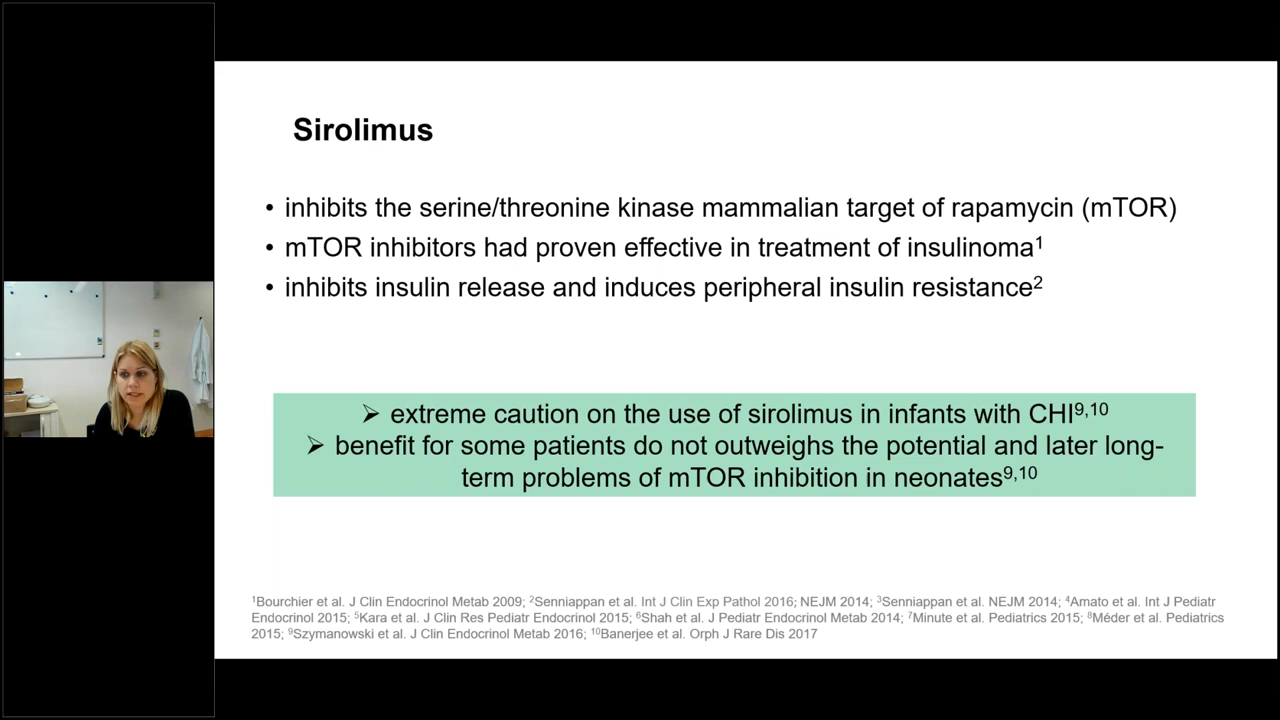 Sirolimus
• inhibits the serine/threonine kinase mammalian target of rapamycin (mTOR)
• mTOR inhibitors had proven effective in treatment of insulinoma¹
• inhibits insulin release and induces peripheral insulin resistance²
➢ extreme caution on the use of sirolimus in infants with CHI⁹,¹⁰
➢ benefit for some patients do not outweighs the potential and later long-
term problems of mTOR inhibition in neonates⁹,¹⁰
¹Bourchier et al. J Clin Endocrinol Metab 2009; ²Senniappan et al. Int J Clin Exp Pathol 2016; NEJM 2014; ³Senniappan et al. NEJM 2014; ⁴Amato et al. Int J Pediatr
Endocrinol 2015; ⁵Kara et al. J Clin Res Pediatr Endocrinol 2015; ⁶Shah et al. J Pediatr Endocrinol Metab 2014; ⁷Minute et al. Pediatrics 2015; ⁸Méder et al. Pediatrics
2015; ⁹Szymanowski et al. J Clin Endocrinol Metab 2016; ¹⁰Banerjee et al. Orph J Rare Dis 2017